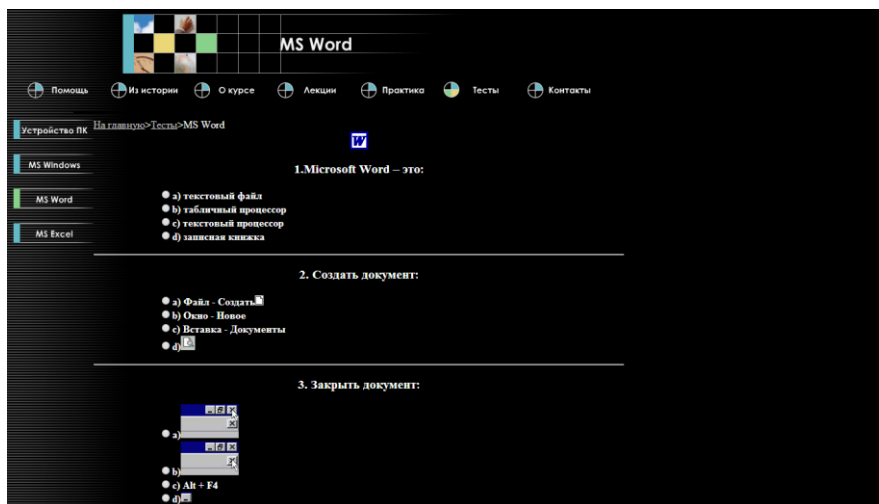 MS Word
Помощь
Из истории
О курсе
Лекции
Практика
Тесты
Контакты
Устройство ПК
MS Windows
MS Word
MS Excel
На главную>Тесты>MS Word
W
1.Microsoft Word – это:
a) текстовый файл
b) табличный процессор
c) текстовый процессор
d) записная книжка
2. Создать документ:
a) Файл - Создать
b) Окно - Новое
c) Вставка - Документы
d)
3. Закрыть документ:
a)
b)
c) Alt + F4
d)